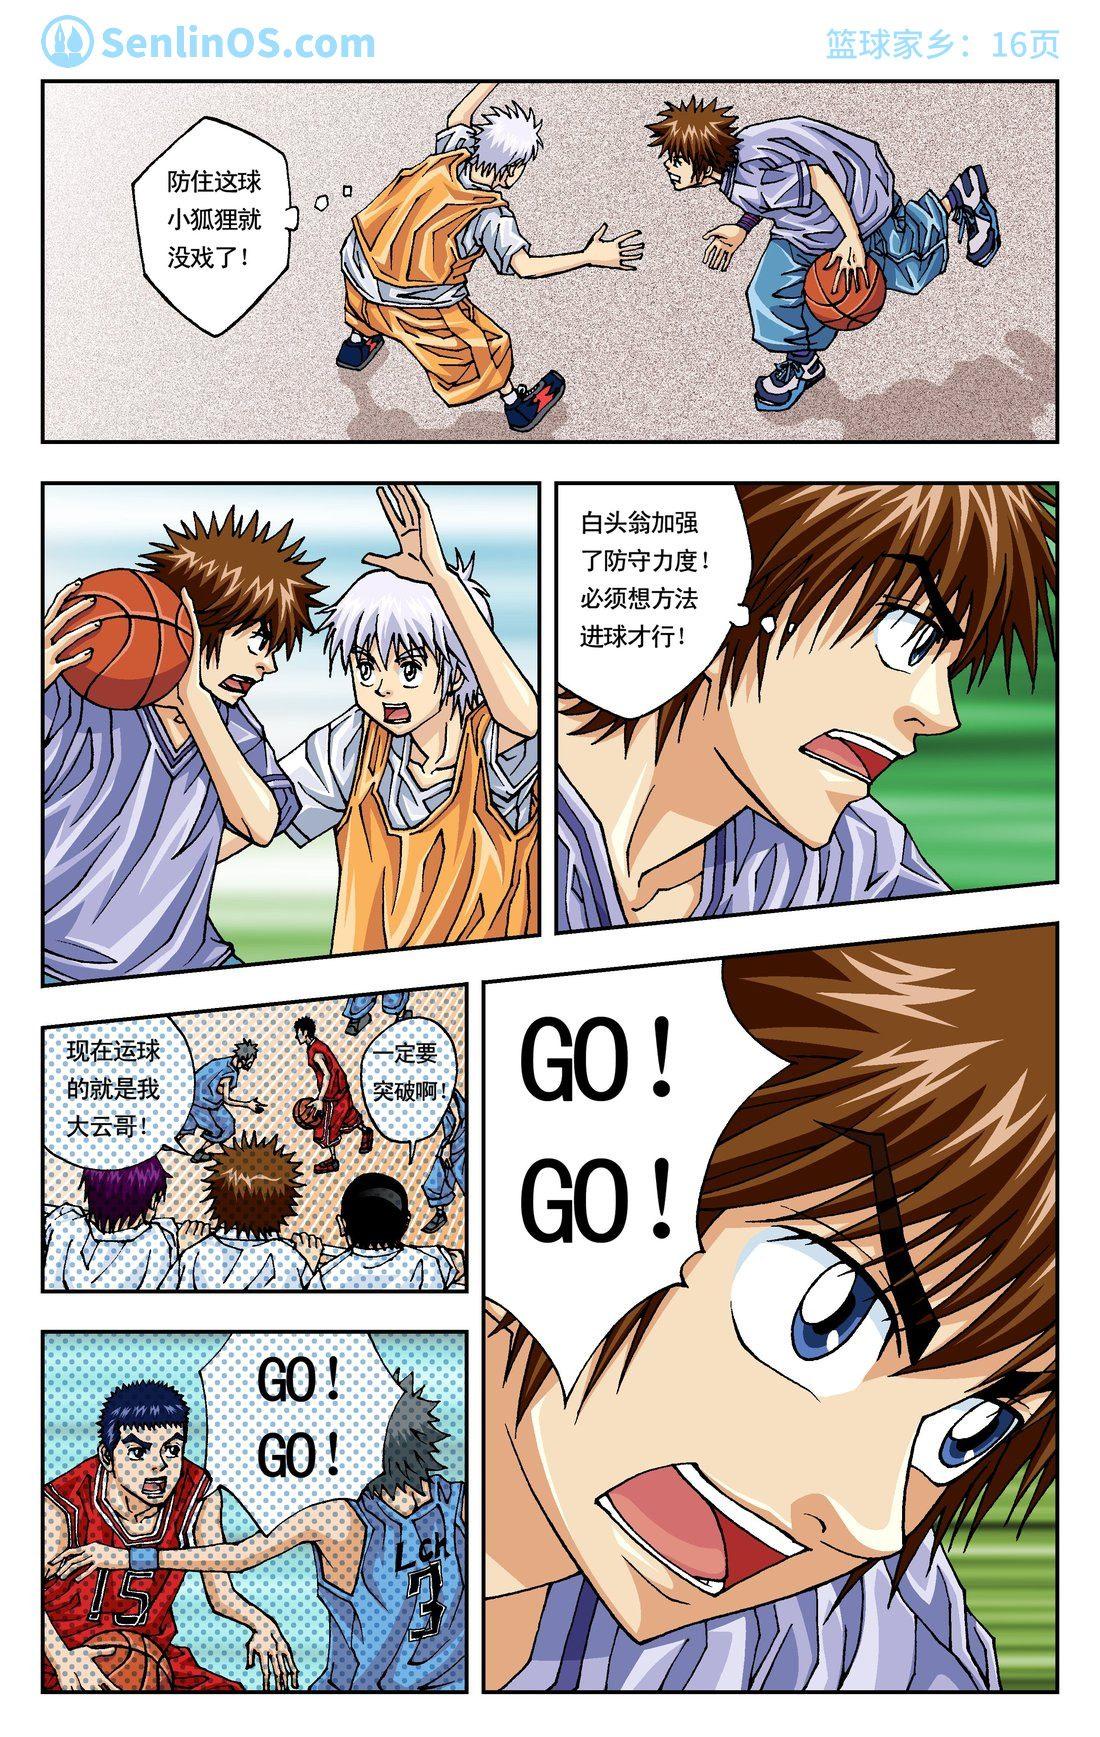 SenlinOS.com
篮球家乡：16页
防住这球
小狐狸就
没戏了！
白头翁加强
了防守力度！
必须想方法
进球才行！
现在运球
的就是我
大云哥！
一定要
突破啊！
GO！
GO！
GO！
GO！
15
LCH
3